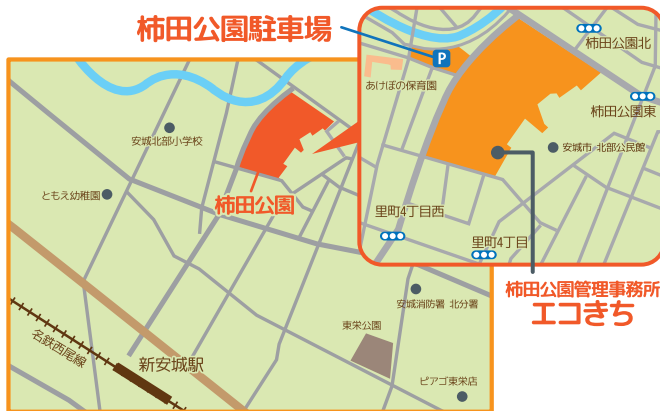 柿田公園駐車場
P
柿田公園北
あけぼの保育園
柿田公園東
安城市 北部公民館
安城北部小学校
ともえ幼稚園
柿田公園
里町4丁目西
里町4丁目
柿田公園管理事務所
エコきち
安城消防署 北分署
東栄公園
名鉄西尾線
新安城駅
ピアゴ東栄店